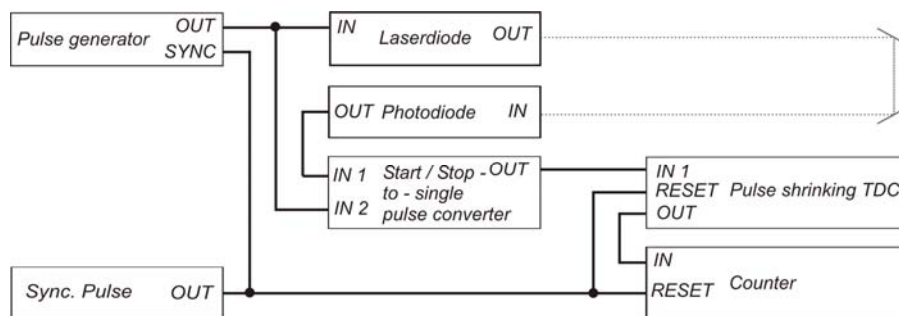 Pulse generator OUT
SYNC
IN Laserdiode OUT
OUT Photodiode IN
IN 1 Start / Stop - OUT
to - single
IN 2 pulse converter
IN 1
RESET Pulse shrinking TDC
OUT
IN
RESET Counter
Sync. Pulse OUT